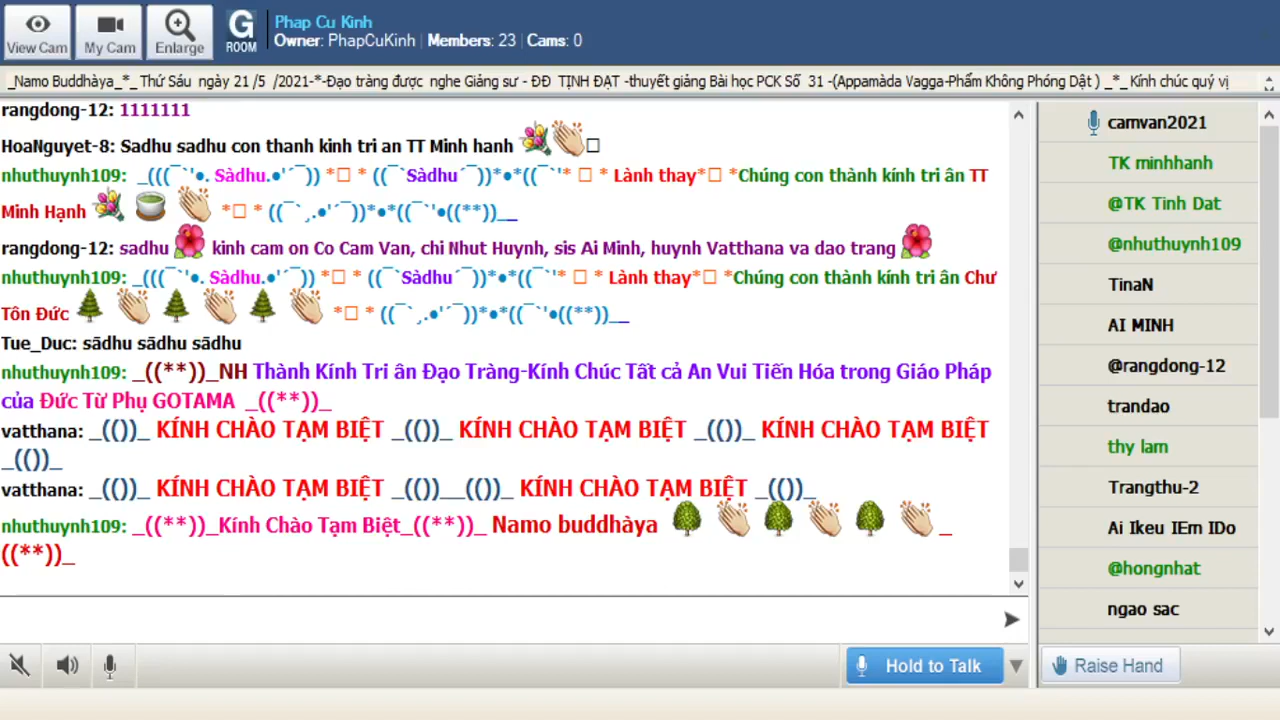 View Cam
My Cam
Enlarge
G
ROOM
Phap Cu Kinh
Owner: PhapCuKinh | Members: 23 | Cams: 0
_Namo Buddhàya_*_ Thứ Sáu ngày 21 /5 /2021-*-Đạo tràng được nghe Giảng sư - ĐĐ TỊNH ĐẠT -thuyết giảng Bài học PCK Số 31 -(Appamàda Vagga-Phẩm Không Phóng Dật ) _*_ Kính chúc quý vị
rangdong-12: 1111111
HoaNguyet-8: Sadhu sadhu con thanh kinh tri an TT Minh hanh
nhuthuynh109: _(((¯`'•. Sàdhu.•'´¯)) *▯ * ((¯`Sàdhu´¯))*•*((¯`'* ▯ * Lành thay*▯ *Chúng con thành kính tri ân TT
Minh Hạnh *▯ * ((¯`¸.•'´¯))*•*((¯`'•((**))__
rangdong-12: sadhu kinh cam on Co Cam Van, chi Nhut Huynh, sis Ai Minh, huynh Vatthana va dao trang
nhuthuynh109: _(((¯`'•. Sàdhu.•'´¯)) *▯ * ((¯`Sàdhu´¯))*•*((¯`'* ▯ * Lành thay*▯ *Chúng con thành kính tri ân Chư
Tôn Đức *▯ * ((¯`¸.•'´¯))*•*((¯`'•((**))__
Tue_Duc: sādhu sādhu sādhu
nhuthuynh109: _((**))_NH Thành Kính Tri ân Đạo Tràng-Kính Chúc Tất cả An Vui Tiến Hóa trong Giáo Pháp
của Đức Từ Phụ GOTAMA _((**))_
vatthana: _(())_ KÍNH CHÀO TẠM BIỆT _(())_ KÍNH CHÀO TẠM BIỆT _(())_ KÍNH CHÀO TẠM BIỆT
_(())_
vatthana: _(())_ KÍNH CHÀO TẠM BIỆT _(())__(())_ KÍNH CHÀO TẠM BIỆT _(())_
nhuthuynh109: _((**))_Kính Chào Tạm Biệt_((**))_ Namo buddhàya _
((**))_
Hold to Talk
camvan2021
TK minhhanh
@TK Tinh Dat
@nhuthuynh109
TinaN
AI MINH
@rangdong-12
trandao
thy lam
Trangthu-2
Ai Ikeu IEm IDo
@hongnhat
ngao sac
Raise Hand